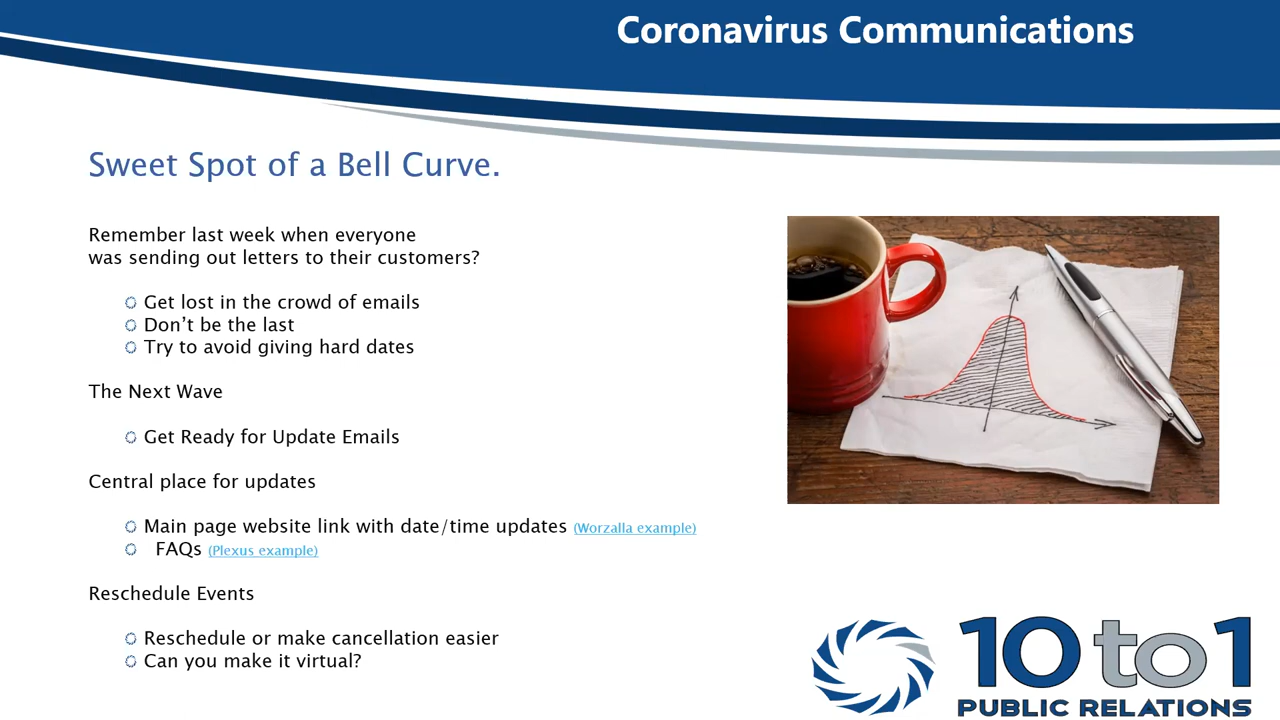 Coronavirus Communications
Sweet Spot of a Bell Curve.
Remember last week when everyone
was sending out letters to their customers?
Get lost in the crowd of emails
Don't be the last
Try to avoid giving hard dates
The Next Wave
Get Ready for Update Emails
Central place for updates
Main page website link with date/time updates (Worzalla example)
FAQs (Plexus example)
Reschedule Events
Reschedule or make cancellation easier
Can you make it virtual?
10to1
PUBLIC RELATIONS